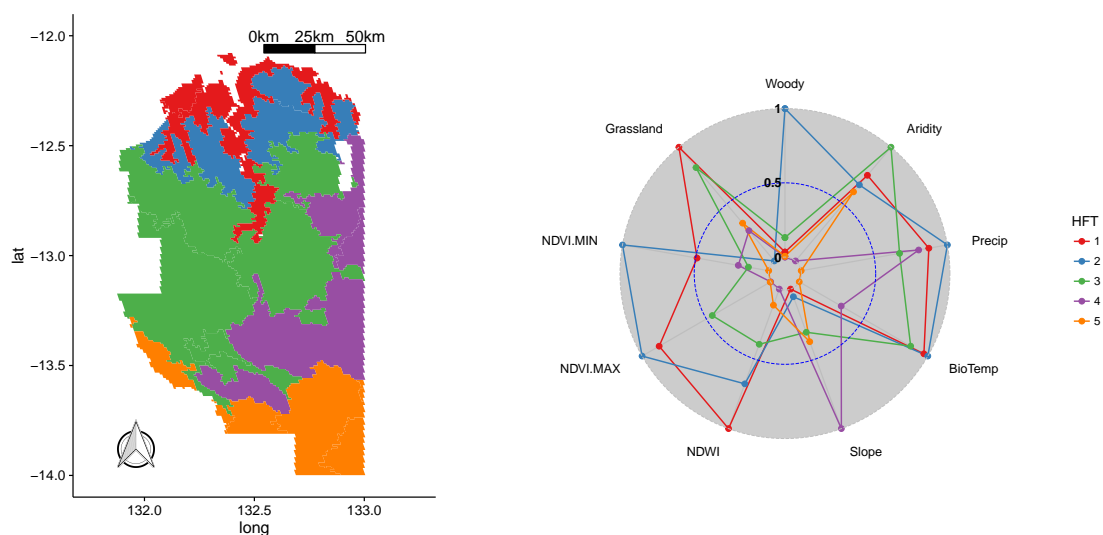 0km 25km 50km
−12.0
−12.5
−13.0
−13.5
−14.0
lat
132.0 132.5 133.0
long
Woody
Aridity
Precip
BioTemp
Slope
NDWI
NDVI.MAX
NDVI.MIN
Grassland
1
0.5
0
HFT
1
2
3
4
5